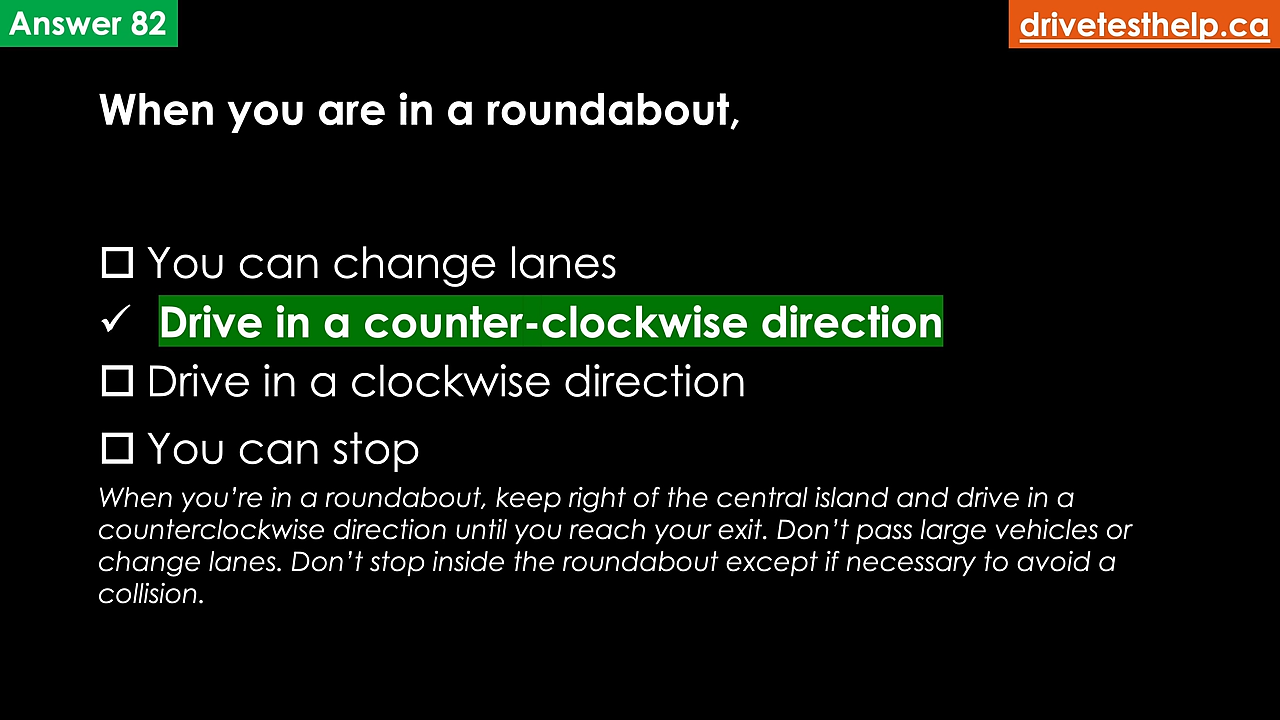 Answer 82
drivetesthelp.ca
When you are in a roundabout,
☐ You can change lanes
✓ Drive in a counter-clockwise direction
☐ Drive in a clockwise direction
☐ You can stop
When you’re in a roundabout, keep right of the central island and drive in a
counterclockwise direction until you reach your exit. Don’t pass large vehicles or
change lanes. Don’t stop inside the roundabout except if necessary to avoid a
collision.